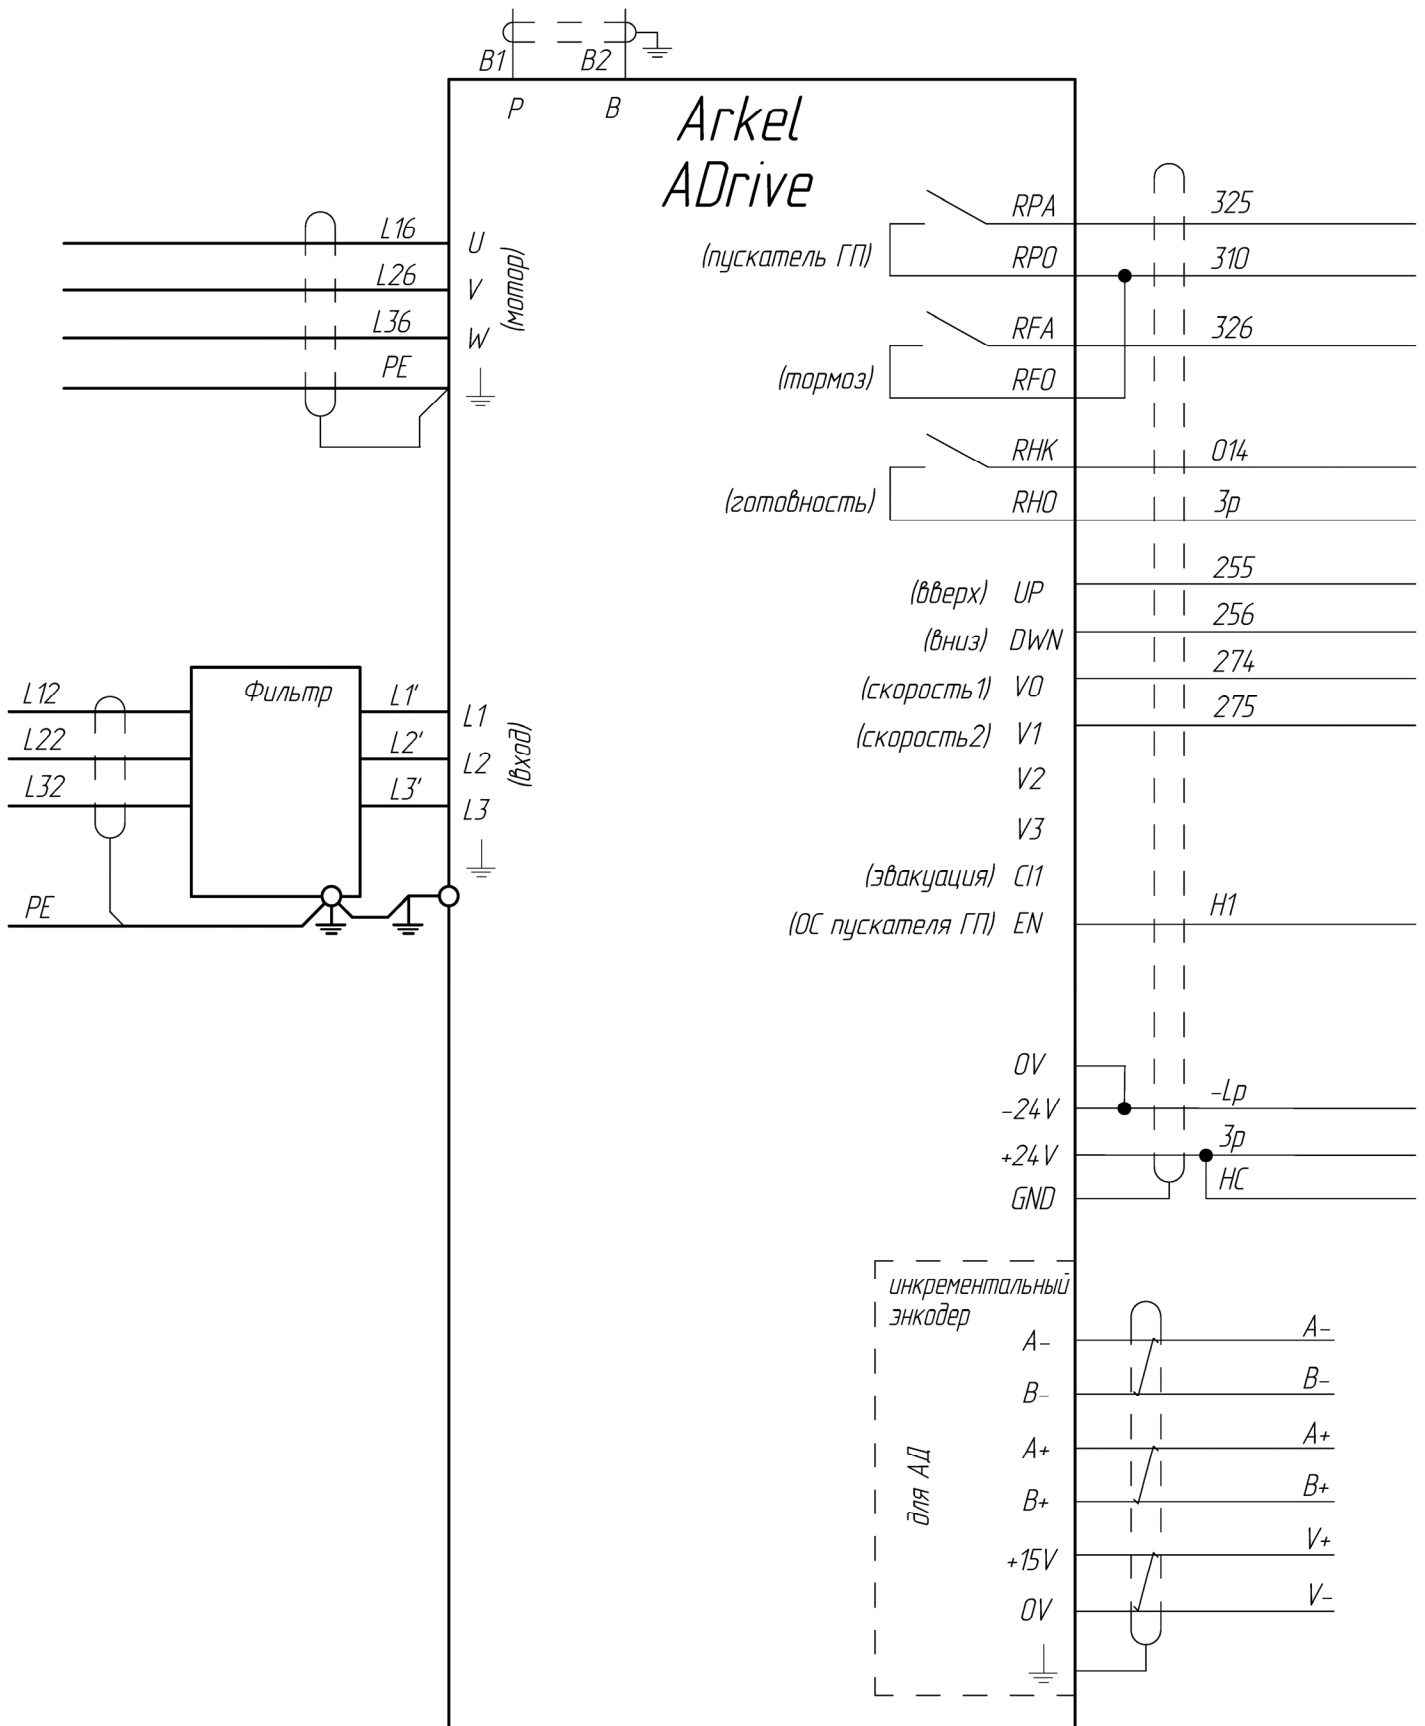 B1 B2
P B
Arkel
ADrive
L16 U
L26 V
L36 W
PE
(мотор)
RPA 325
(пускатель ГП) RPO 310
RFA 326
(тормоз) RFO
RHK 014
(готовность) RHO 3р
(вверх) UP 255
(вниз) DWN 256
(скорость1) V0 274
(скорость2) V1 275
V2
V3
(эвакуация) CI1
(ОС пускателя ГП) EN H1
Фильтр
L12 L1' L1
L22 L2' L2
L32 L3' L3
(вход)
PE
0V
-24V -Lp
+24V 3р
GND НС
инкрементальный
энкодер
A- A-
B- B-
A+ A+
B+ B+
+15V V+
0V V-
для АД